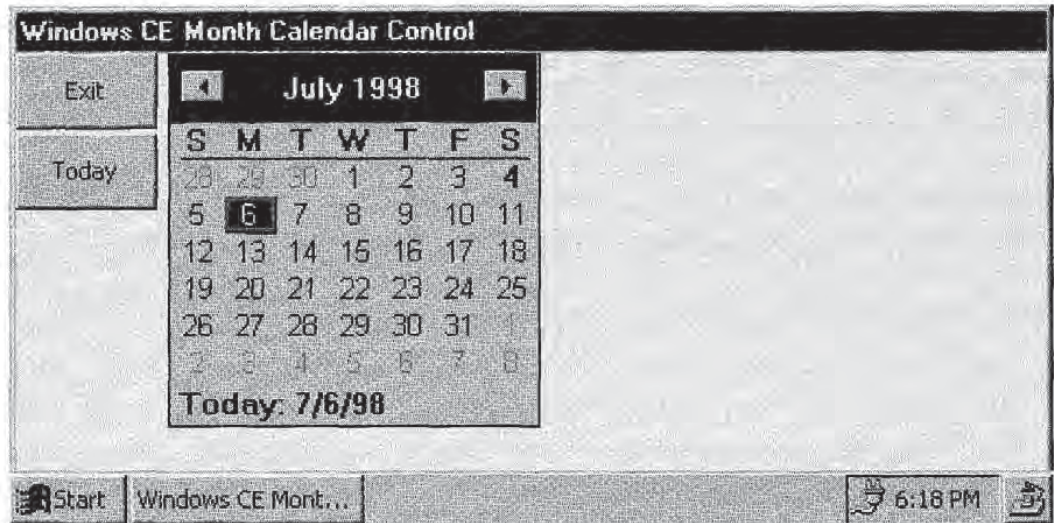 Windows CE Month Calendar Control
Exit
Today
July 1998
S M T W T F S
28 29 30 1 2 3 4
5 6 7 8 9 10 11
12 13 14 15 16 17 18
19 20 21 22 23 24 25
26 27 28 29 30 31 1
2 3 4 5 6 7 8
Today: 7/6/98
Start
Windows CE Mont...
6:18 PM